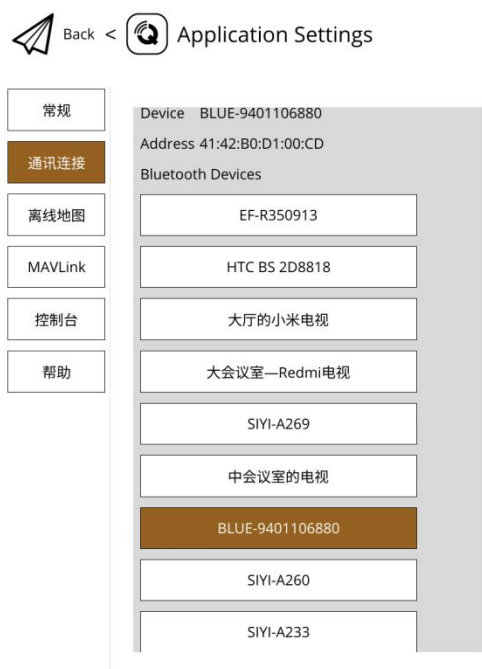 Back < Application Settings
常规
通讯连接
离线地图
MAVLink
控制台
帮助
Device BLUE-9401106880
Address 41:42:B0:D1:00:CD
Bluetooth Devices
EF-R350913
HTC BS 2D8818
大厅的小米电视
大会议室—Redmi电视
SIYI-A269
中会议室的电视
BLUE-9401106880
SIYI-A260
SIYI-A233